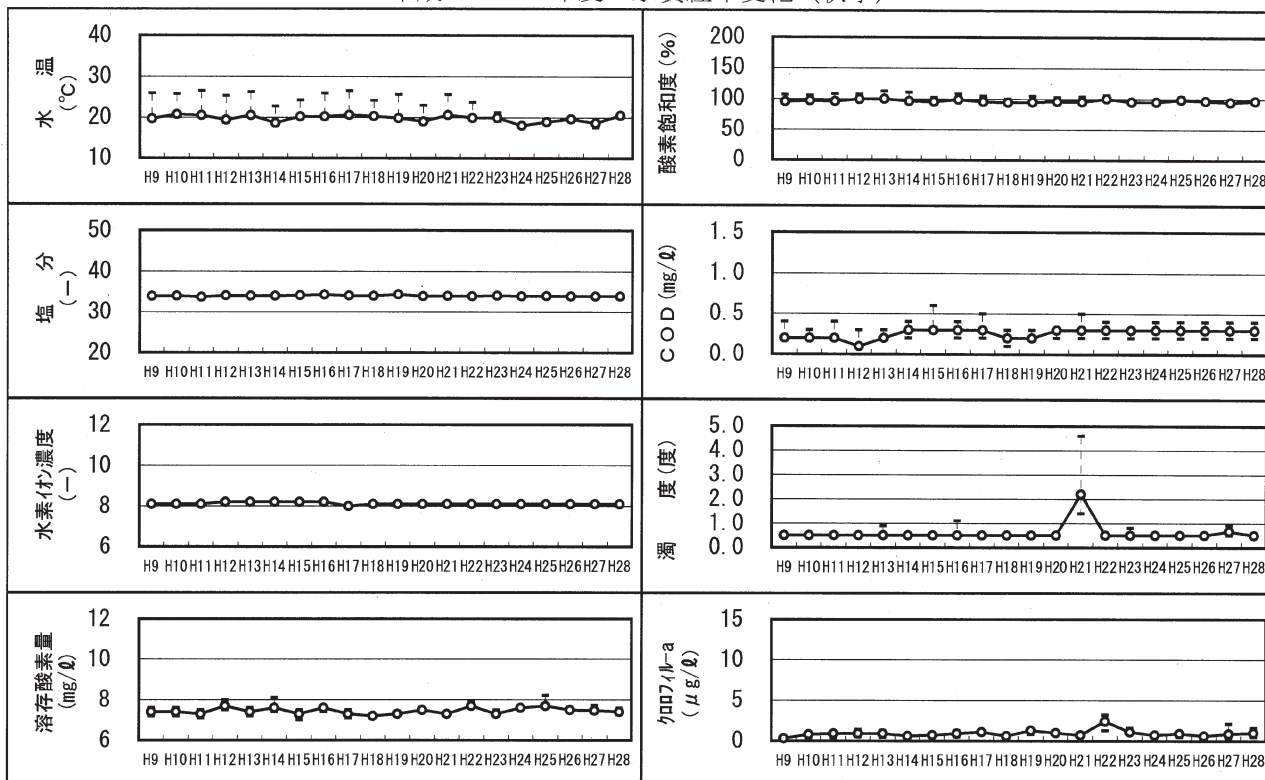 水　温
(℃)
40
30
20
10
H9 H10 H11 H12 H13 H14 H15 H16 H17 H18 H19 H20 H21 H22 H23 H24 H25 H26 H27 H28
酸素飽和度(%)
200
150
100
50
0
H9 H10 H11 H12 H13 H14 H15 H16 H17 H18 H19 H20 H21 H22 H23 H24 H25 H26 H27 H28
塩　分
(－)
50
40
30
20
H9 H10 H11 H12 H13 H14 H15 H16 H17 H18 H19 H20 H21 H22 H23 H24 H25 H26 H27 H28
COD(mg/ℓ)
1.5
1.0
0.5
0.0
H9 H10 H11 H12 H13 H14 H15 H16 H17 H18 H19 H20 H21 H22 H23 H24 H25 H26 H27 H28
水素ｲｵﾝ濃度
(－)
12
10
8
6
H9 H10 H11 H12 H13 H14 H15 H16 H17 H18 H19 H20 H21 H22 H23 H24 H25 H26 H27 H28
濁　度(度)
5.0
4.0
3.0
2.0
1.0
0.0
H9 H10 H11 H12 H13 H14 H15 H16 H17 H18 H19 H20 H21 H22 H23 H24 H25 H26 H27 H28
溶存酸素量
(mg/ℓ)
12
10
8
6
H9 H10 H11 H12 H13 H14 H15 H16 H17 H18 H19 H20 H21 H22 H23 H24 H25 H26 H27 H28
ｸﾛﾛﾌｨﾙ-a
(μg/ℓ)
15
10
5
0
H9 H10 H11 H12 H13 H14 H15 H16 H17 H18 H19 H20 H21 H22 H23 H24 H25 H26 H27 H28